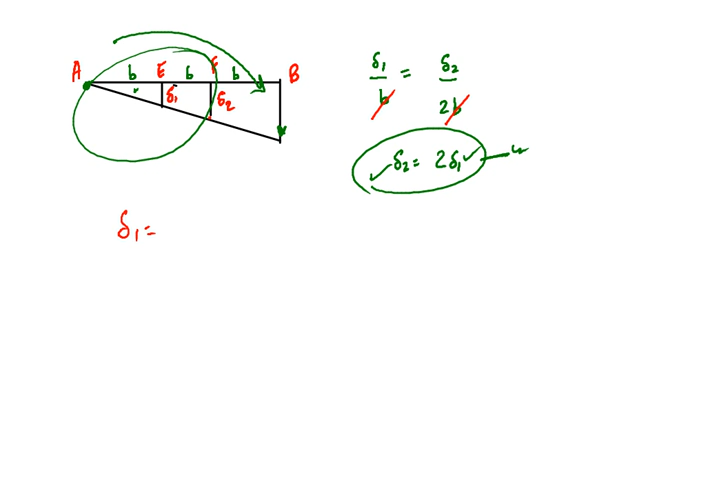 A b E b F b B
δ1 δ2
δ1/b = δ2/2b
δ2 = 2δ1
δ1 =